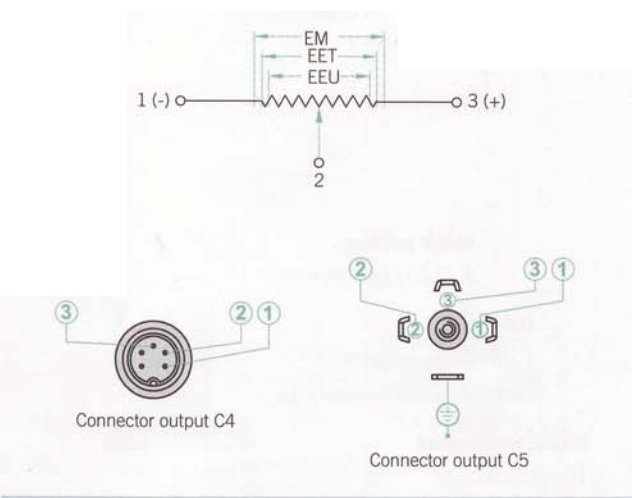 EM
EET
EEU
1 (-)
3 (+)
2
3
2
1
Connector output C4
2
3
1
3
2
1
Connector output C5